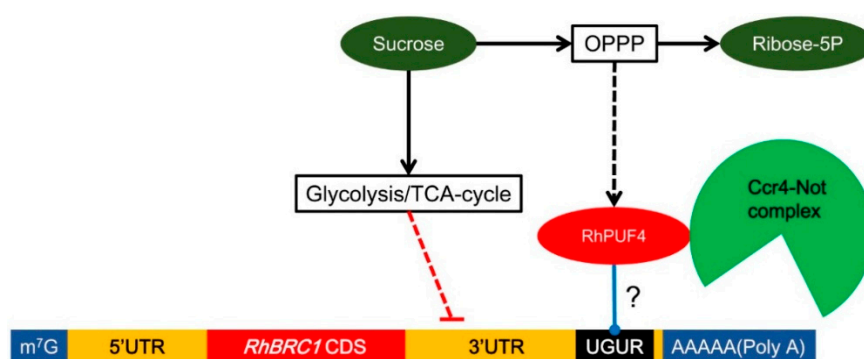 Sucrose
OPPP
Ribose-5P
Glycolysis/TCA-cycle
Ccr4-Not
complex
RhPUF4
?
m⁷G
5'UTR
RhBRC1 CDS
3'UTR
UGUR
AAAAA(Poly A)